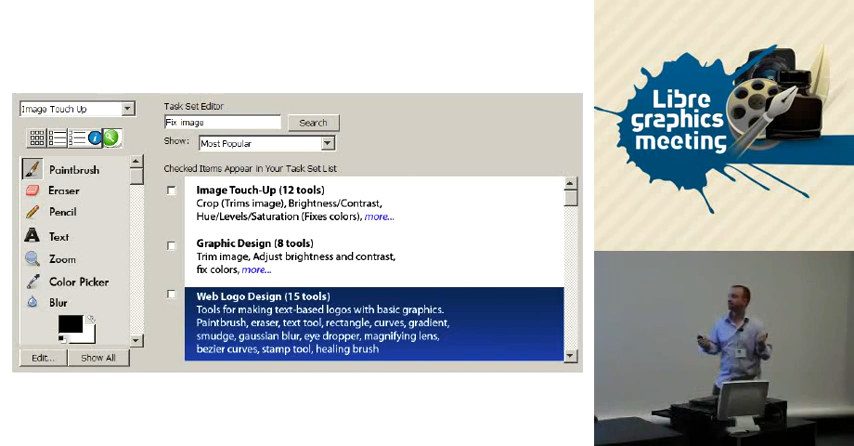 Image Touch Up
Paintbrush
Eraser
Pencil
Text
Zoom
Color Picker
Blur
Edit...
Show All
Task Set Editor
Fix image
Search
Show:
Most Popular
Checked Items Appear In Your Task Set List
Image Touch-Up (12 tools)
Crop (Trims image), Brightness/Contrast,
Hue/Levels/Saturation (Fixes colors), more...
Graphic Design (8 tools)
Trim image, Adjust brightness and contrast,
fix colors, more...
Web Logo Design (15 tools)
Tools for making text-based logos with basic graphics.
Paintbrush, eraser, text tool, rectangle, curves, gradient,
smudge, gaussian blur, eye dropper, magnifying lens,
bezier curves, stamp tool, healing brush
Libre
graphics
meeting